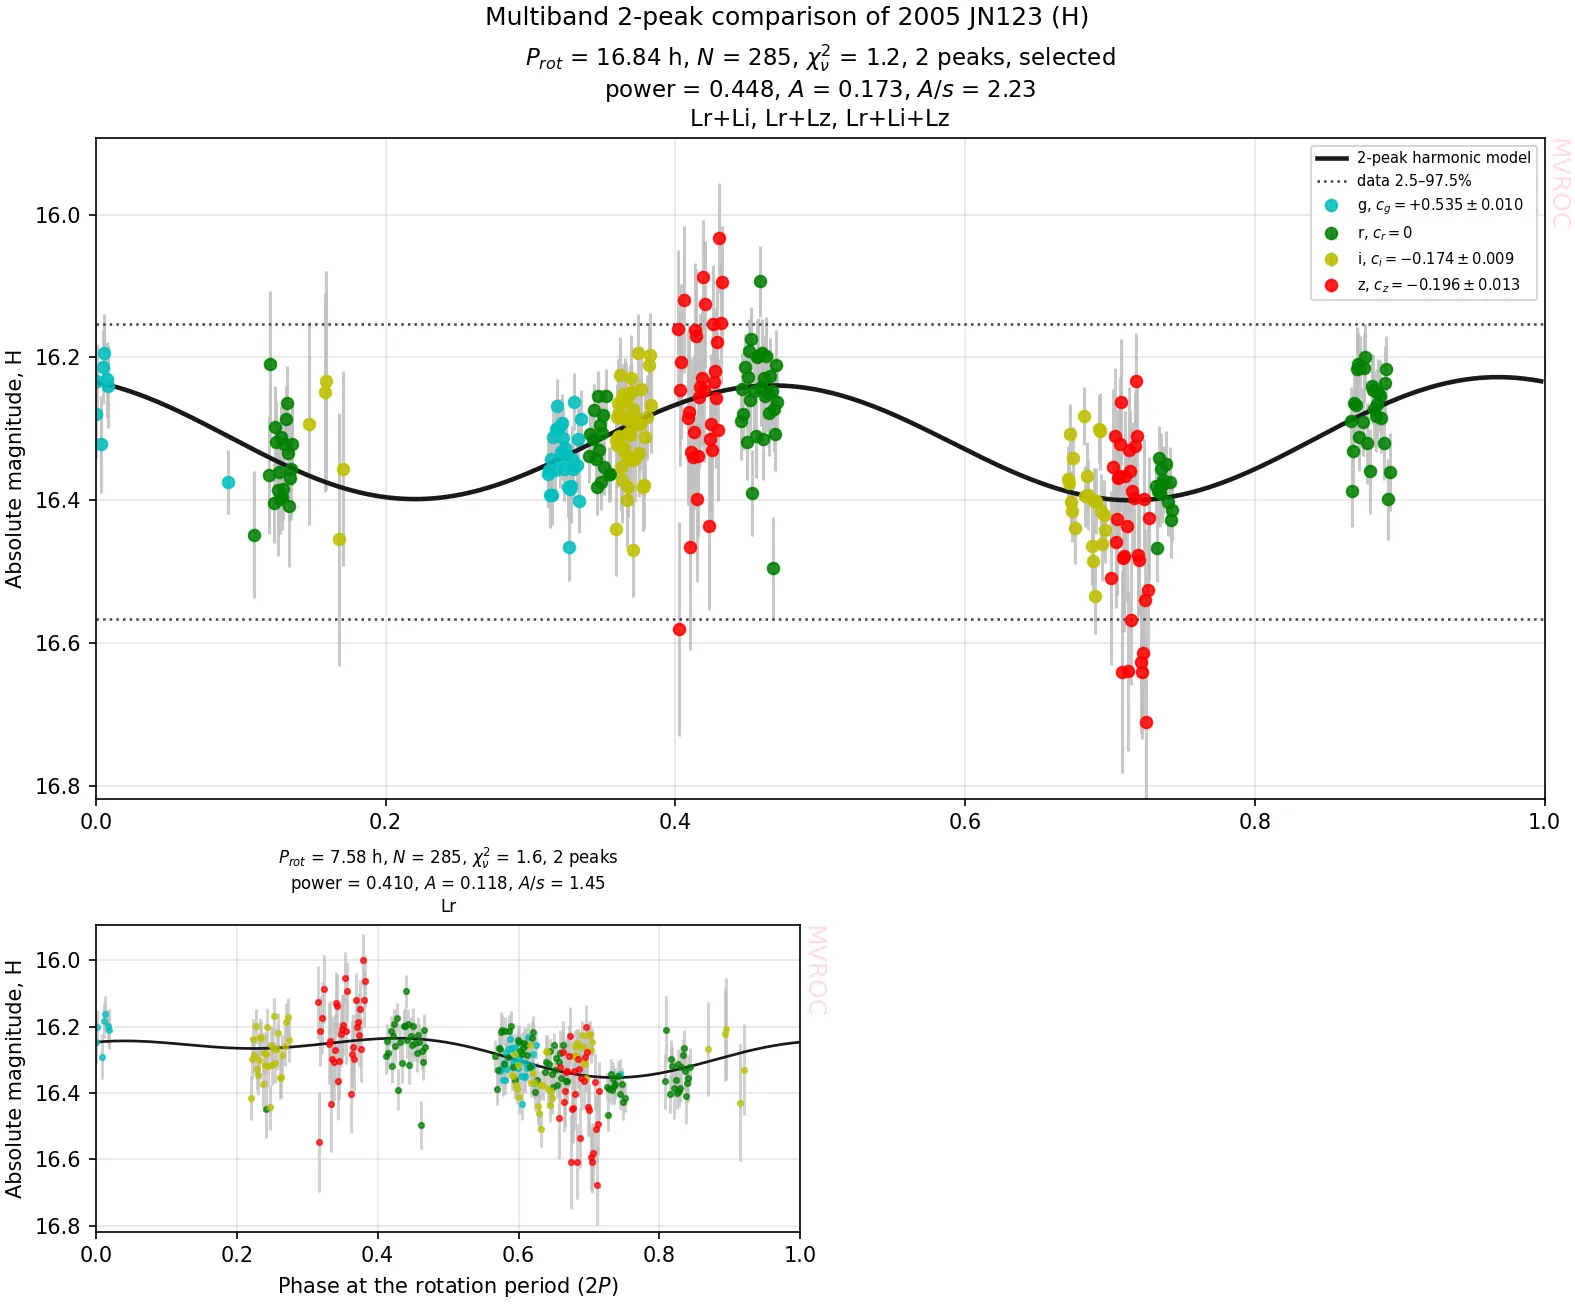 Multiband 2-peak comparison of 2005 JN123 (H)
P_rot = 16.84 h, N = 285, χ²_ν = 1.2, 2 peaks, selected
power = 0.448, A = 0.173, A/s = 2.23
Lr+Li, Lr+Lz, Lr+Li+Lz
MVROC
2-peak harmonic model
data 2.5–97.5%
g, c_g = +0.535 ± 0.010
r, c_r = 0
i, c_i = −0.174 ± 0.009
z, c_z = −0.196 ± 0.013
Absolute magnitude, H
16.0
16.2
16.4
16.6
16.8
0.0 0.2 0.4 0.6 0.8 1.0
P_rot = 7.58 h, N = 285, χ²_ν = 1.6, 2 peaks
power = 0.410, A = 0.118, A/s = 1.45
Lr
MVROC
Absolute magnitude, H
16.0
16.2
16.4
16.6
16.8
0.0 0.2 0.4 0.6 0.8 1.0
Phase at the rotation period (2P)